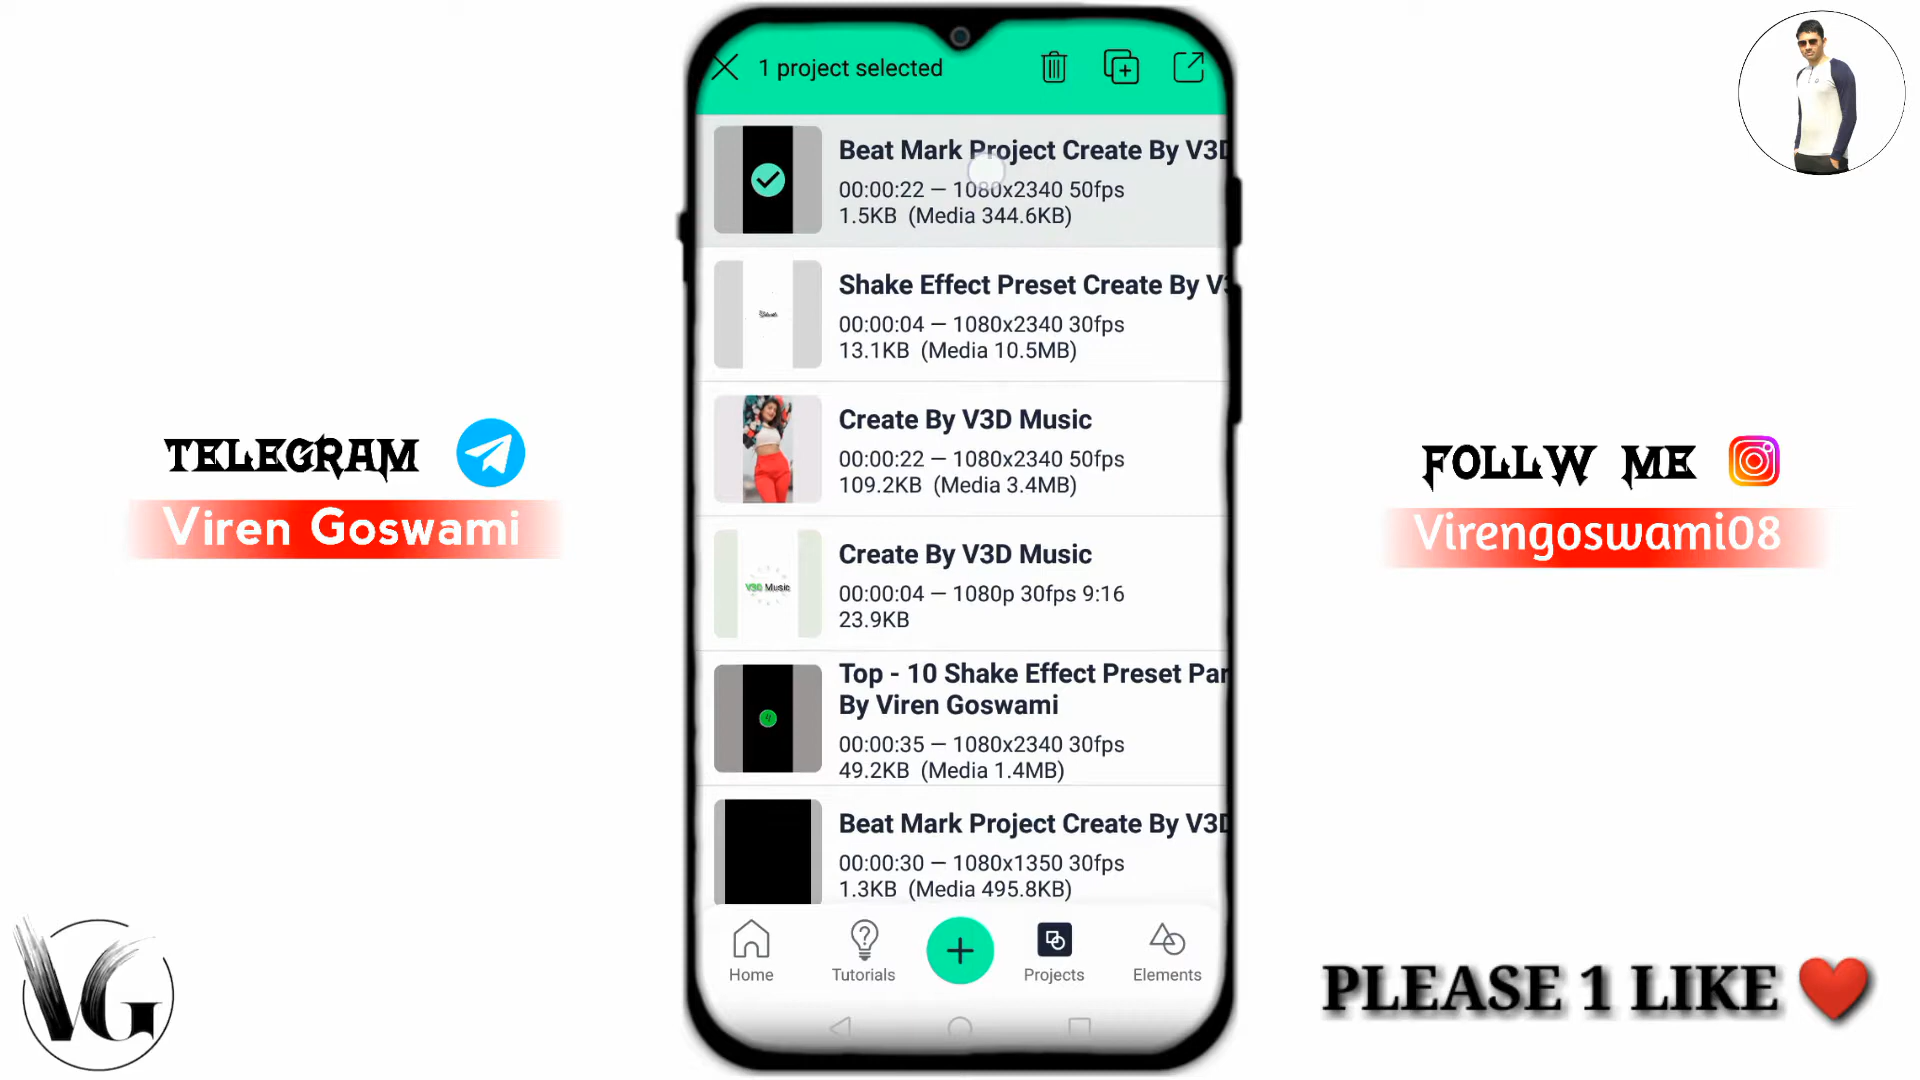 1 project selected
Beat Mark Project Create By V3D
00:00:22 — 1080x2340 50fps
1.5KB (Media 344.6KB)
Shake Effect Preset Create By V3
00:00:04 — 1080x2340 30fps
13.1KB (Media 10.5MB)
Create By V3D Music
00:00:22 — 1080x2340 50fps
109.2KB (Media 3.4MB)
V3D Music
Create By V3D Music
00:00:04 — 1080p 30fps 9:16
23.9KB
Top - 10 Shake Effect Preset Par
By Viren Goswami
00:00:35 — 1080x2340 30fps
49.2KB (Media 1.4MB)
Beat Mark Project Create By V3D
00:00:30 — 1080x1350 30fps
1.3KB (Media 495.8KB)
Home
Tutorials
Projects
Elements
TELEGRAM
Viren Goswami
FOLLW ME
Virengoswami08
VG
PLEASE 1 LIKE